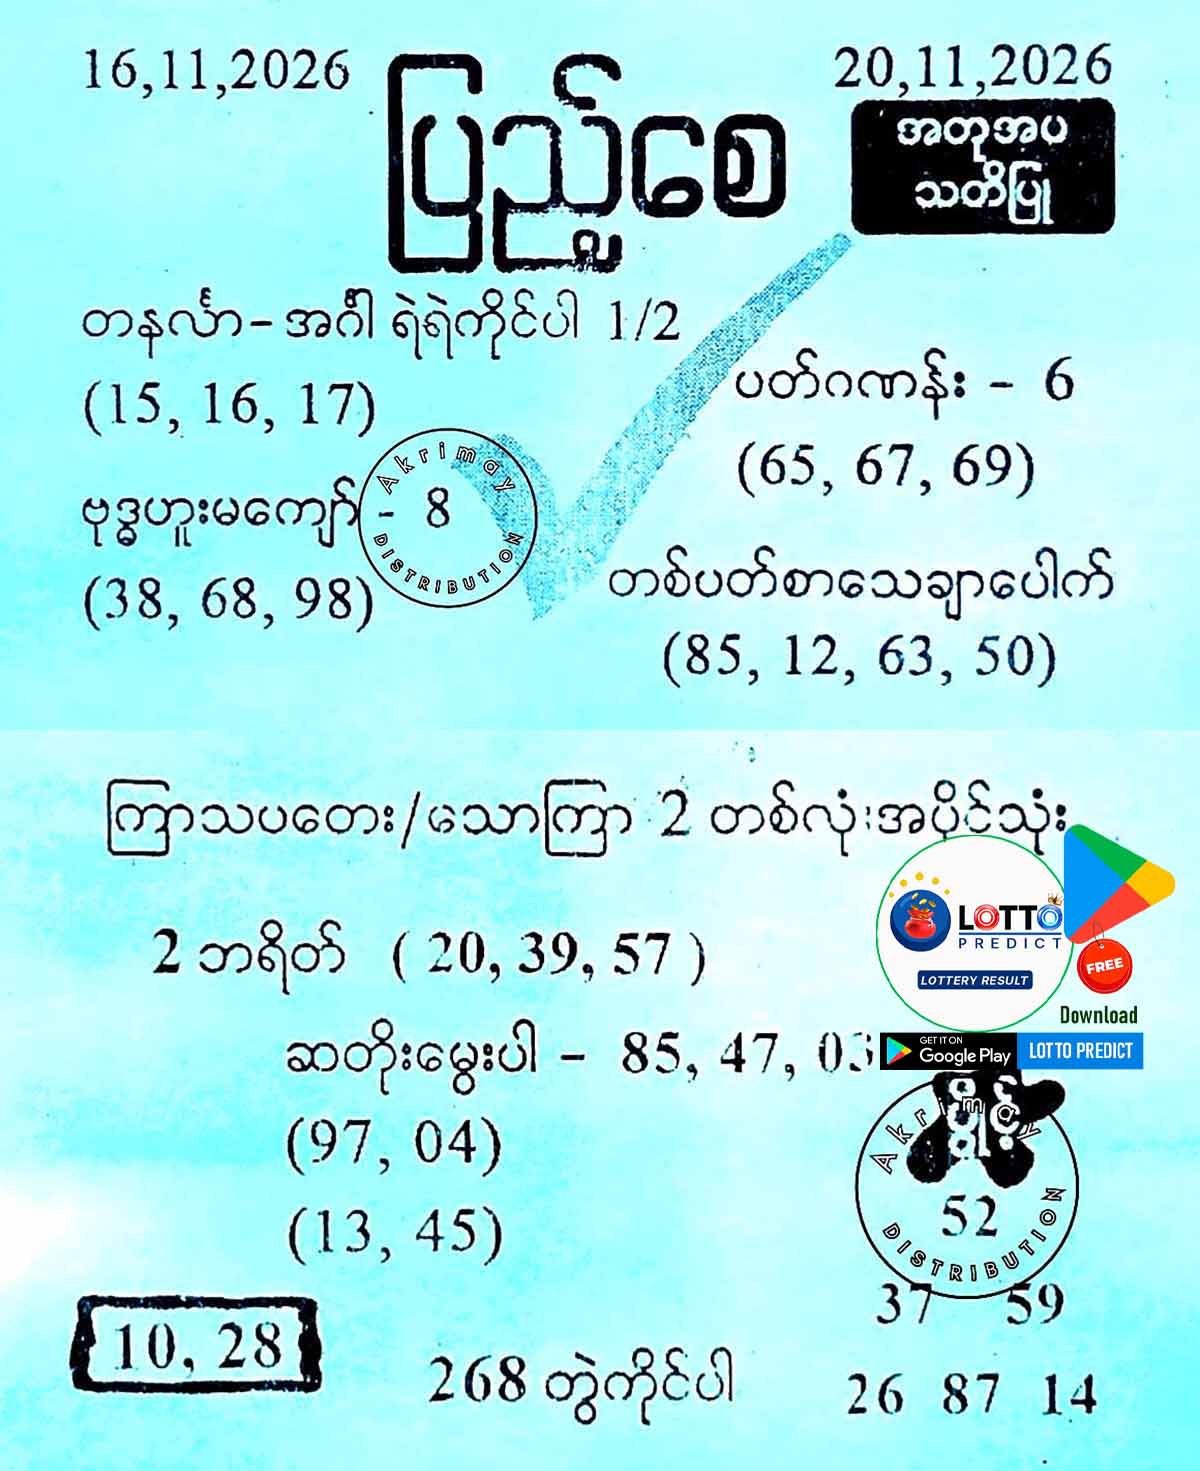 16,11,2026
20,11,2026
ပြည့်စေ
အတုအပ
သတိပြု
တနင်္လာ - အင်္ဂါ ရဲရဲကိုင်ပါ 1/2
(15, 16, 17)
ပတ်ဂဏန်း - 6
(65, 67, 69)
ဗုဒ္ဓဟူးမကျော် - 8
(38, 68, 98)
Akrimay
DISTRIBUTION
တစ်ပတ်စာသေချာပေါက်
(85, 12, 63, 50)
ကြာသပတေး/သောကြာ 2 တစ်လုံးအပိုင်သုံး
2 ဘရိတ် (20, 39, 57)
LOTTO
PREDICT
LOTTERY RESULT
FREE
Download
GET IT ON
Google Play
LOTTO PREDICT
ဆတိုးမွေးပါ - 85, 47, 03
(97, 04)
(13, 45)
Akrimay
DISTRIBUTION
52
37 59
26 87 14
10, 28
268 တွဲကိုင်ပါ